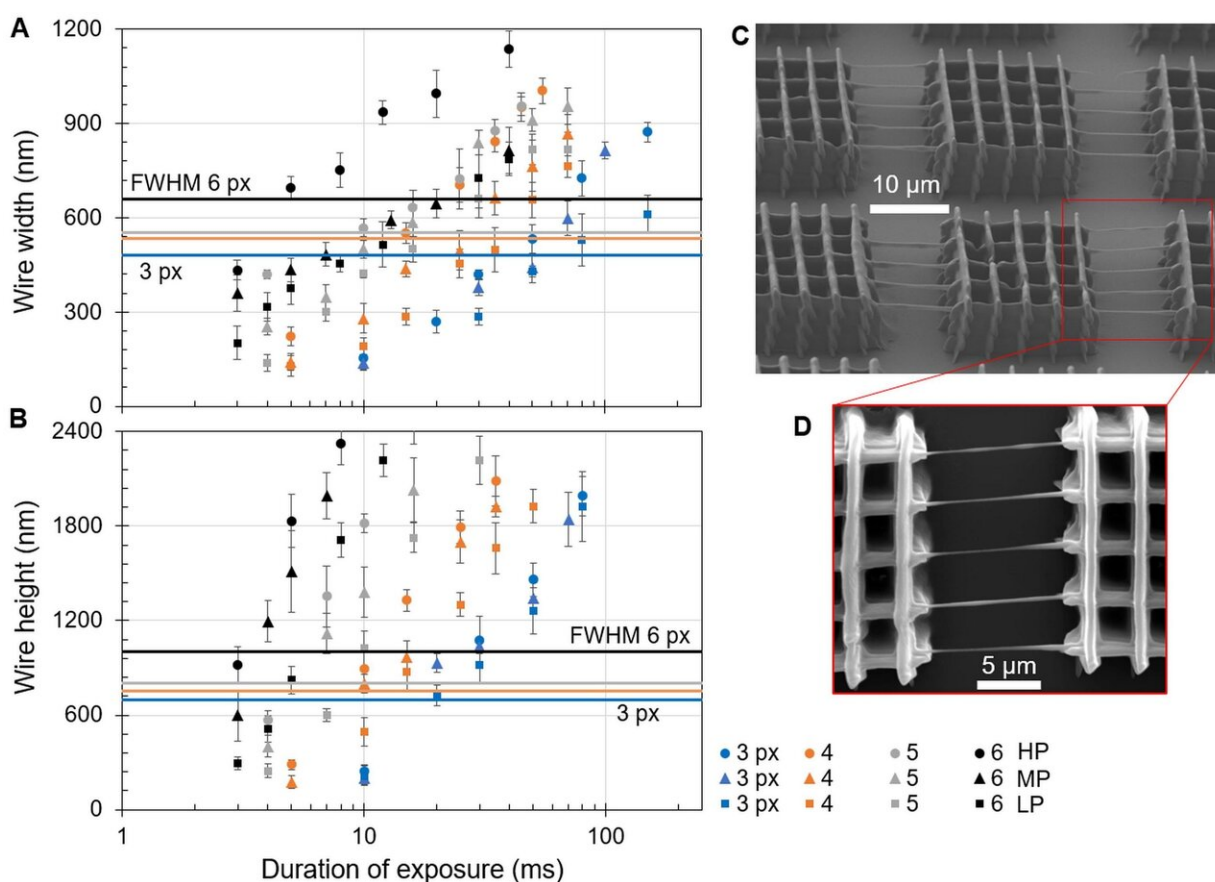 A
1200
900
600
300
0
Wire width (nm)
FWHM 6 px
3 px
B
2400
1800
1200
600
0
Wire height (nm)
FWHM 6 px
3 px
1
10
100
Duration of exposure (ms)
C
10 µm
D
5 µm
3 px 4 5 6 HP
3 px 4 5 6 MP
3 px 4 5 6 LP